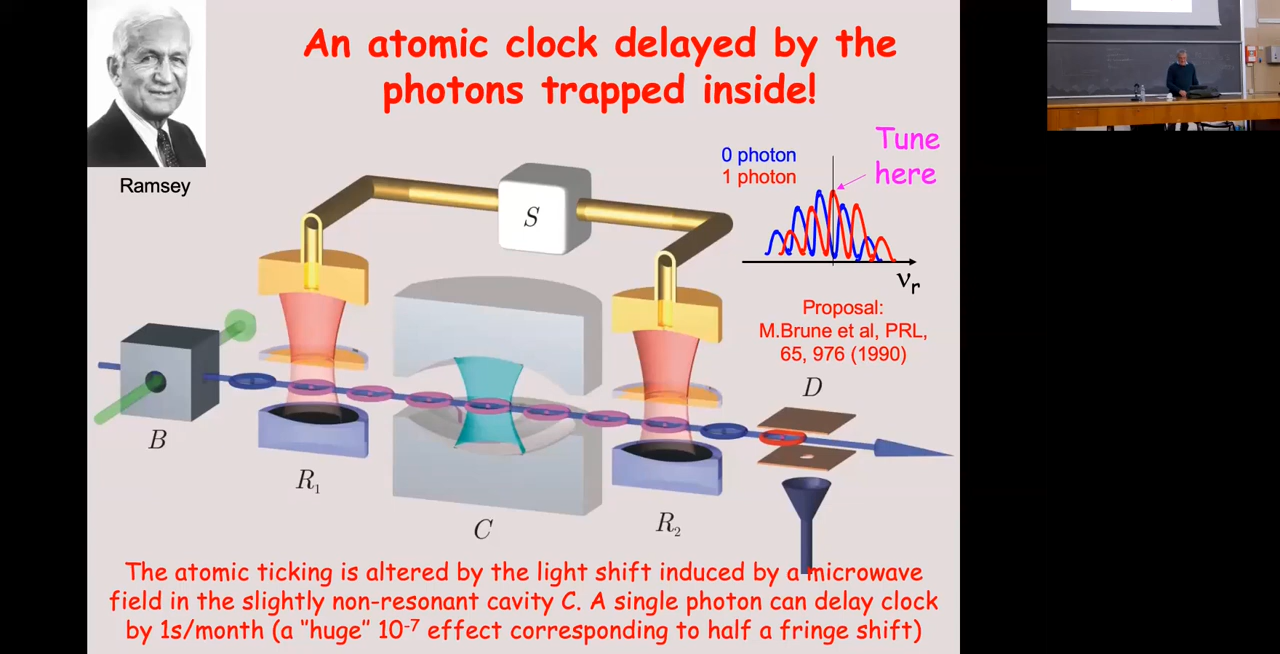 An atomic clock delayed by the
photons trapped inside!
Ramsey
0 photon
1 photon
Tune
here
S
νr
Proposal:
M.Brune et al, PRL,
65, 976 (1990)
D
B
R1
C
R2
The atomic ticking is altered by the light shift induced by a microwave
field in the slightly non-resonant cavity C. A single photon can delay clock
by 1s/month (a ‘’huge’’ 10-7 effect corresponding to half a fringe shift)